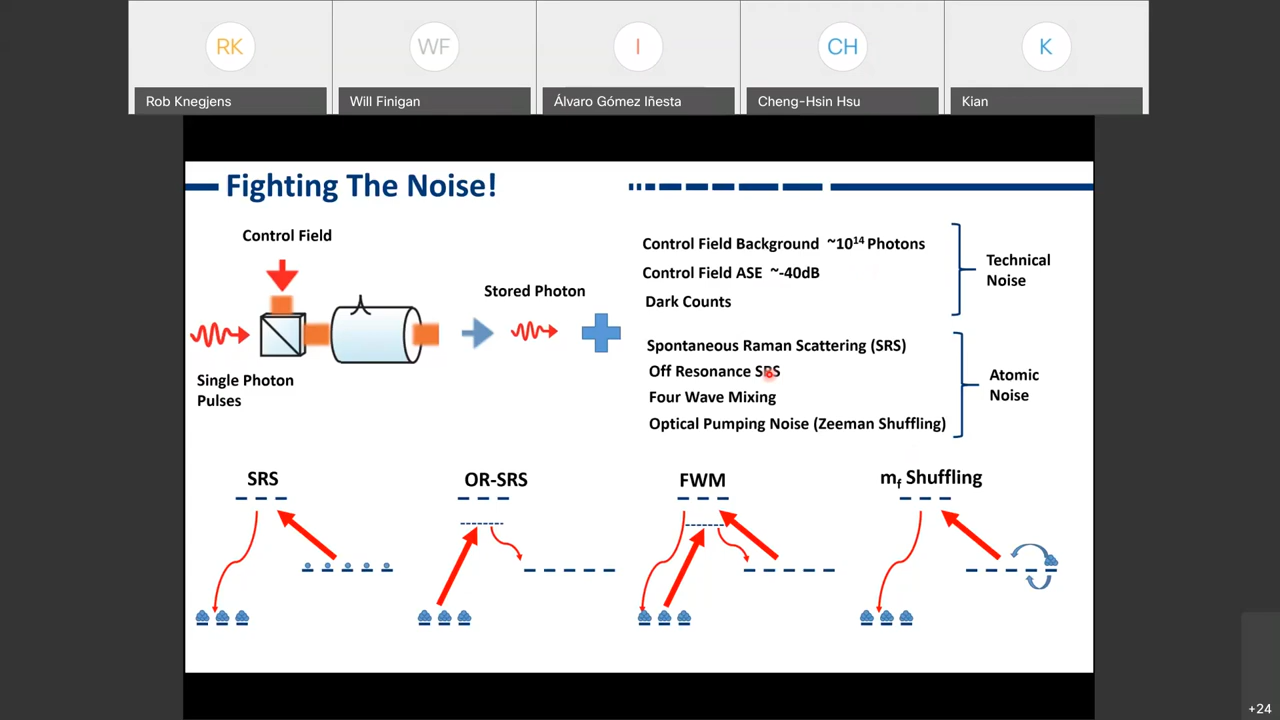 RK
WF
I
CH
K
Rob Knegjens
Will Finigan
Álvaro Gómez Iñesta
Cheng-Hsin Hsu
Kian
Fighting The Noise!
Control Field
Single Photon
Pulses
Stored Photon
Control Field Background ~10¹⁴ Photons
Control Field ASE ~-40dB
Dark Counts
Technical
Noise
Spontaneous Raman Scattering (SRS)
Off Resonance SRS
Four Wave Mixing
Optical Pumping Noise (Zeeman Shuffling)
Atomic
Noise
SRS
OR-SRS
FWM
mf Shuffling
+24